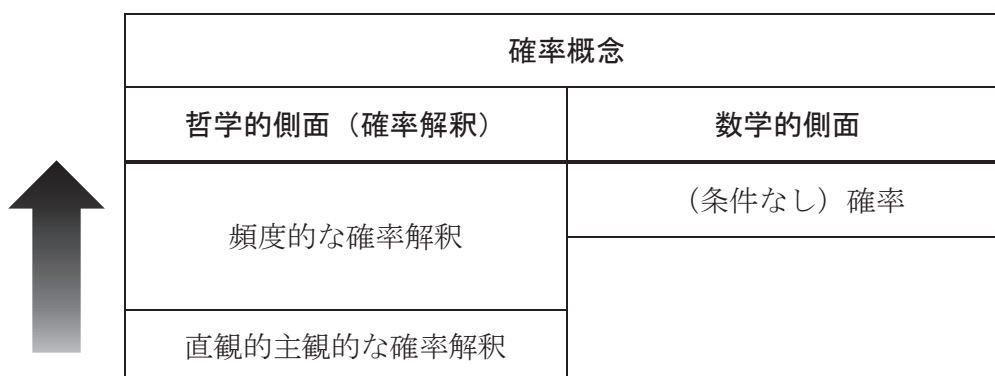 確率概念
哲学的側面（確率解釈）
数学的側面
頻度的な確率解釈
（条件なし）確率
直観的主観的な確率解釈